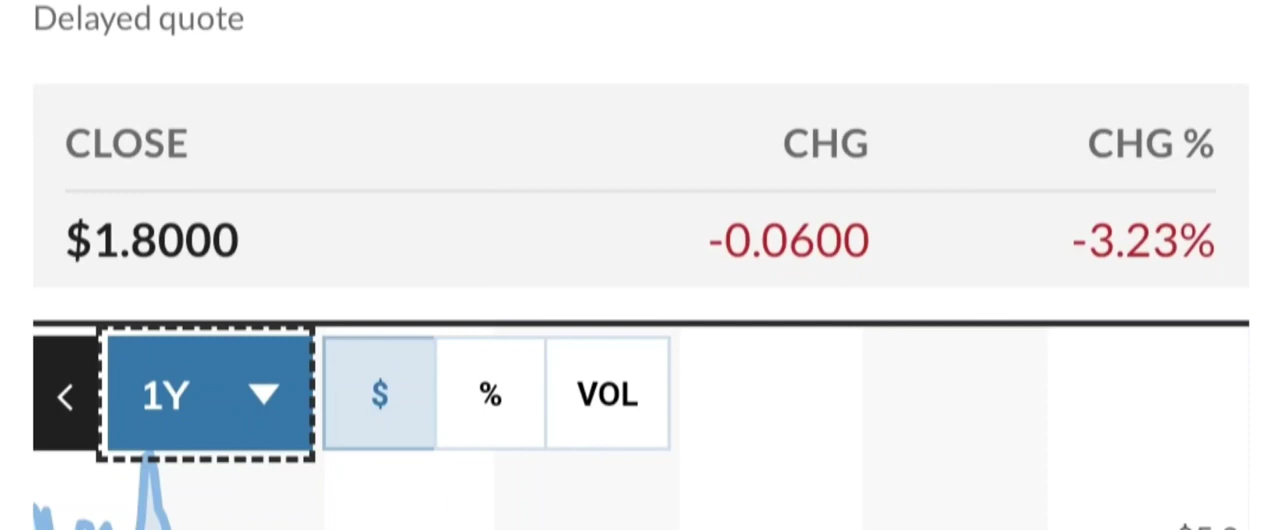 Delayed quote
CLOSE CHG CHG %
$1.8000 -0.0600 -3.23%
1Y $ % VOL